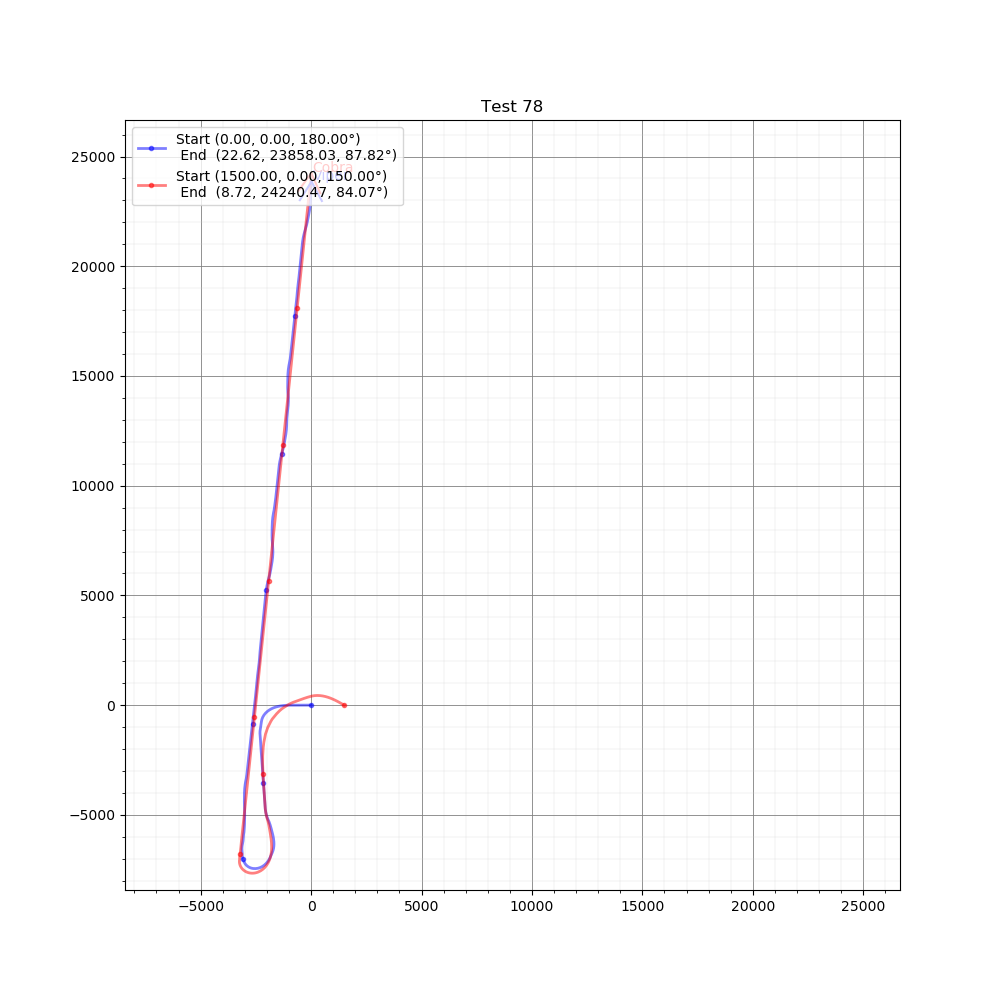 Test 78
Start (0.00, 0.00, 180.00°)
End (22.62, 23858.03, 87.82°)
Start (1500.00, 0.00, 150.00°)
End (8.72, 24240.47, 84.07°)
Cobra
25000
20000
15000
10000
5000
0
−5000
−5000 0 5000 10000 15000 20000 25000